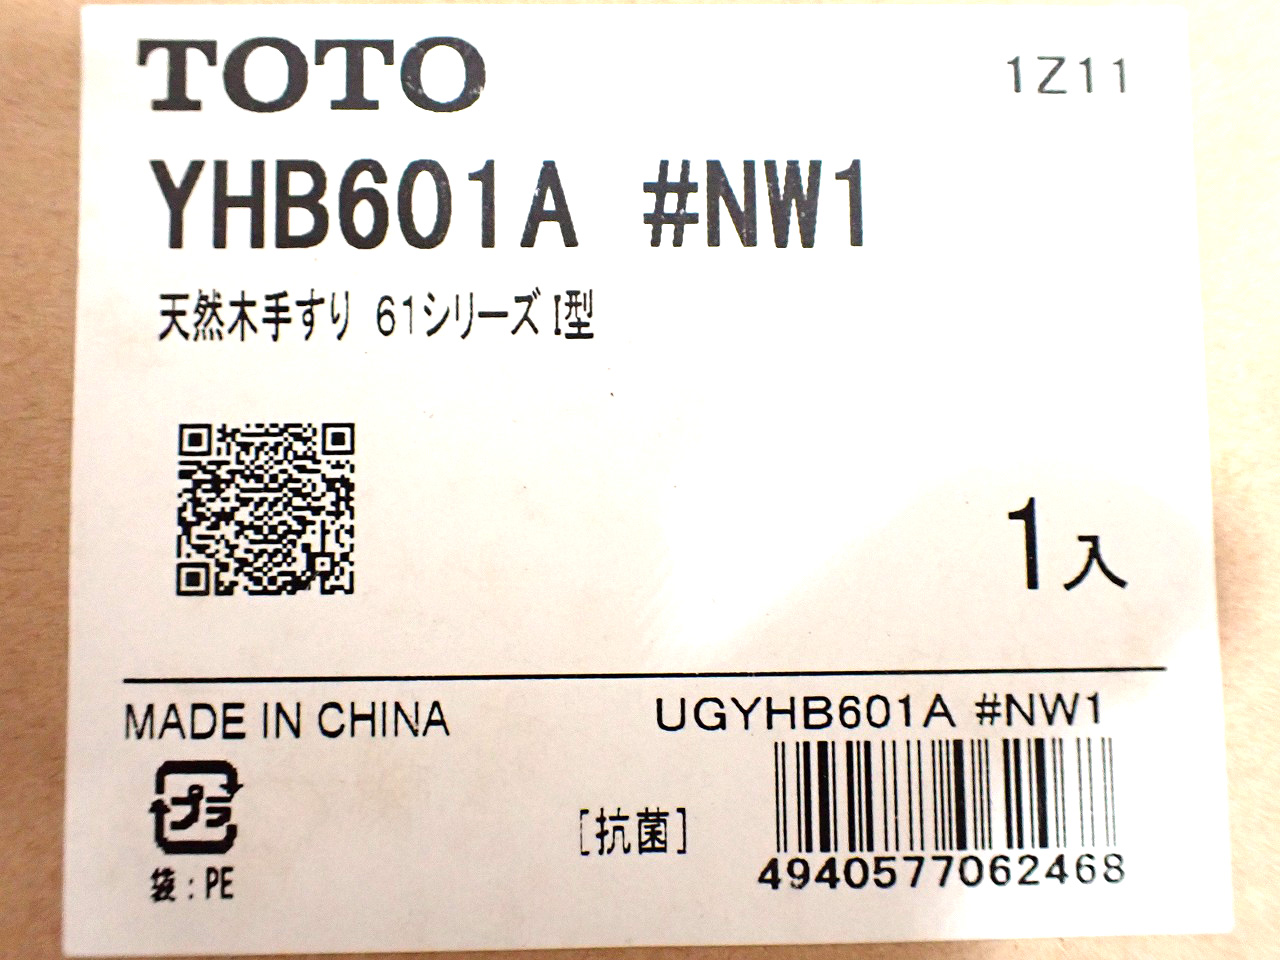 TOTO
1Z11
YHB601A #NW1
天然木手すり 61シリーズ I型
1入
MADE IN CHINA
UGYHB601A #NW1
プラ
[抗菌]
4940577062468
袋:PE